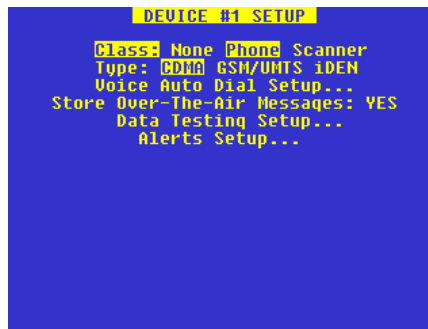 DEVICE #1 SETUP
Class: None Phone Scanner
Type: CDMA GSM/UMTS iDEN
Voice Auto Dial Setup...
Store Over-The-Air Messages: YES
Data Testing Setup...
Alerts Setup...